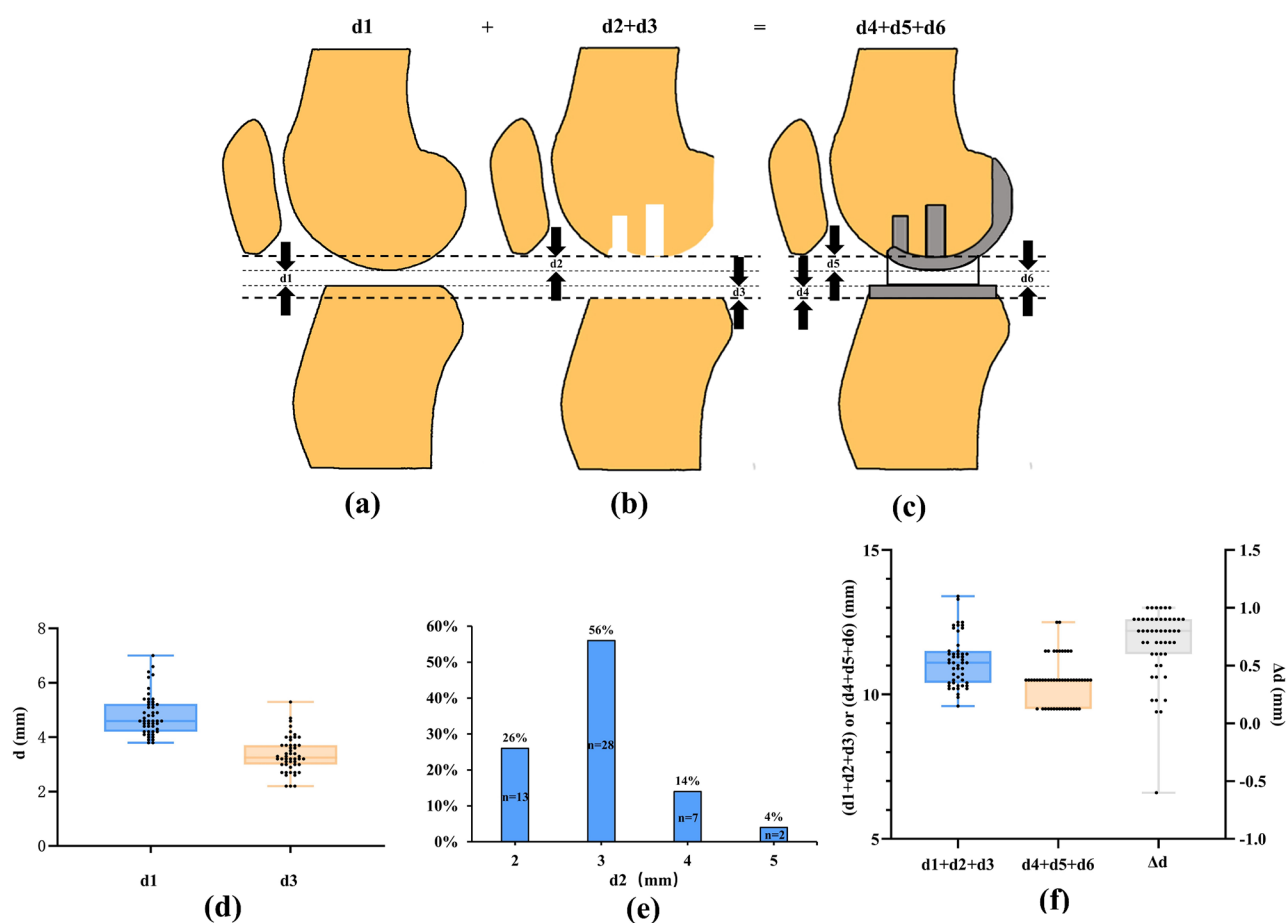 d1 + d2+d3 = d4+d5+d6
d1
d2
d3
d4
d5
d6
(a)
(b)
(c)
d (mm)
8
6
4
2
0
d1
d3
(d)
60%
50%
40%
30%
20%
10%
0%
26%
n=13
56%
n=28
14%
n=7
4%
n=2
2
3
4
5
d2 (mm)
(e)
(d1+d2+d3) or (d4+d5+d6) (mm)
15
10
5
1.5
1.0
0.5
0.0
-0.5
-1.0
Δd (mm)
d1+d2+d3
d4+d5+d6
Δd
(f)